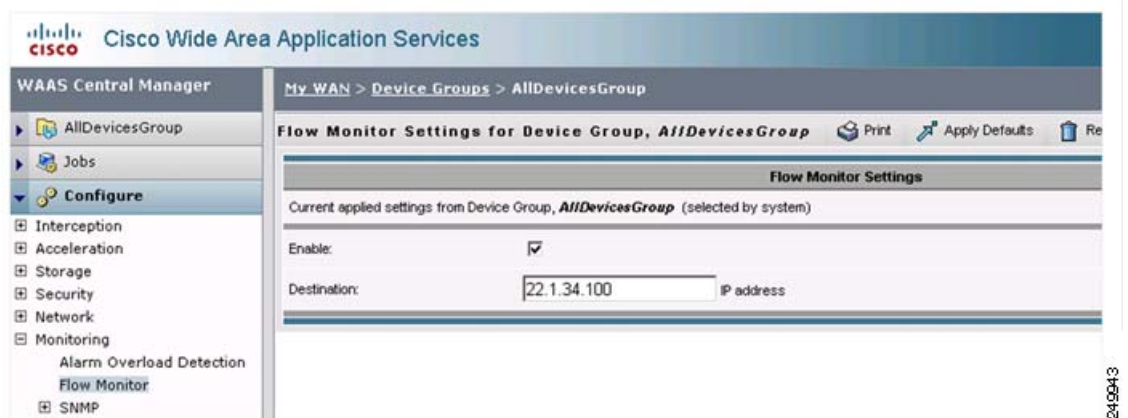 CISCO Cisco Wide Area Application Services
WAAS Central Manager
My WAN > Device Groups > AllDevicesGroup
AllDevicesGroup
Flow Monitor Settings for Device Group, AllDevicesGroup Print Apply Defaults Re
Jobs
Flow Monitor Settings
Configure
Current applied settings from Device Group, AllDevicesGroup (selected by system)
Interception
Acceleration
Enable:
Storage
Security
Destination: 22.1.34.100 IP address
Network
Monitoring
Alarm Overload Detection
Flow Monitor
SNMP
249943